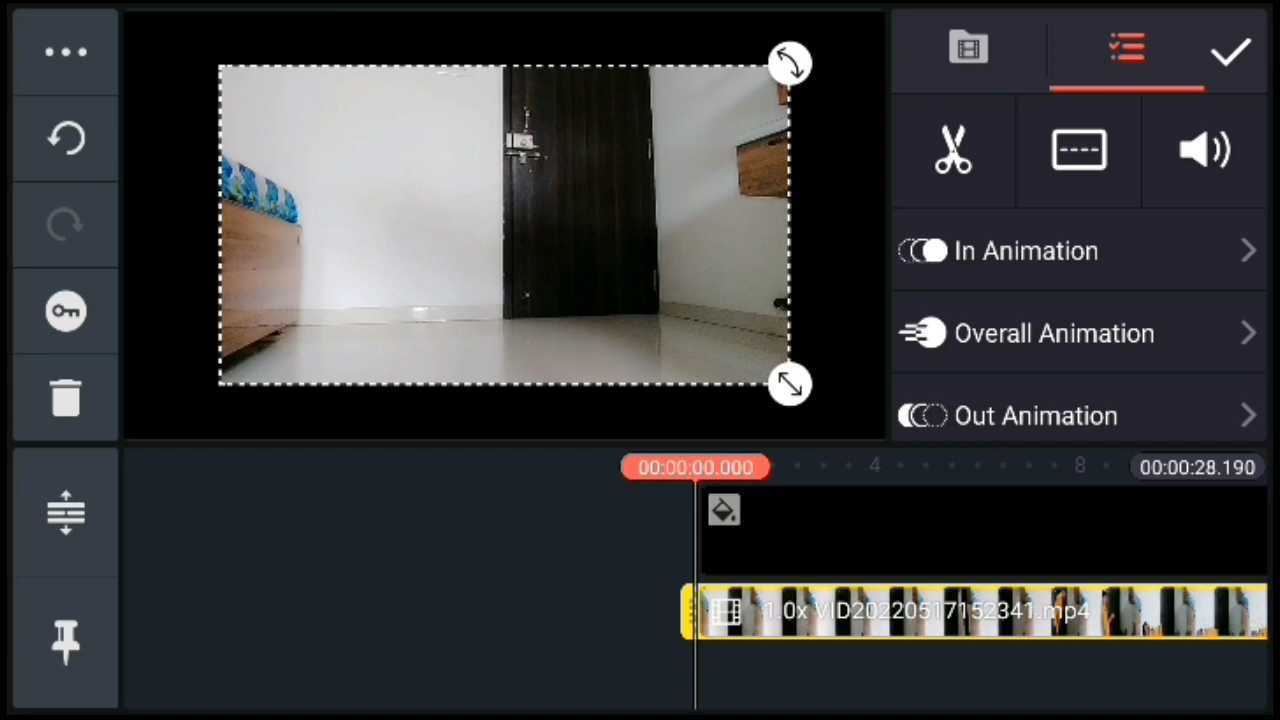 In Animation
Overall Animation
Out Animation
00:00:00.000
4
8
00:00:28.190
1.0x VID20220517152341.mp4